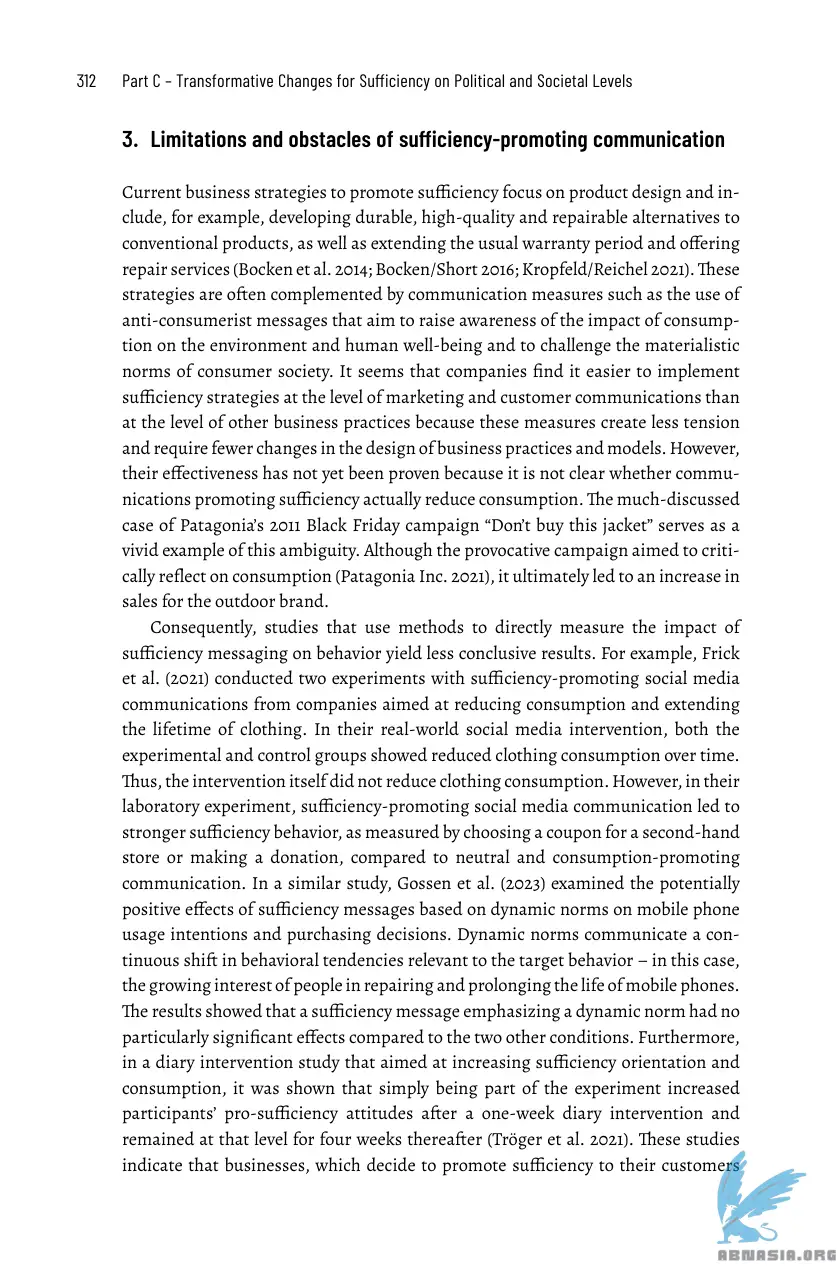 312 Part C – Transformative Changes for Sufficiency on Political and Societal Levels
3. Limitations and obstacles of sufficiency-promoting communication
Current business strategies to promote sufficiency focus on product design and in-
clude, for example, developing durable, high-quality and repairable alternatives to
conventional products, as well as extending the usual warranty period and offering
repair services (Bocken et al. 2014; Bocken/Short 2016; Kropfeld/Reichel 2021). These
strategies are often complemented by communication measures such as the use of
anti-consumerist messages that aim to raise awareness of the impact of consump-
tion on the environment and human well-being and to challenge the materialistic
norms of consumer society. It seems that companies find it easier to implement
sufficiency strategies at the level of marketing and customer communications than
at the level of other business practices because these measures create less tension
and require fewer changes in the design of business practices and models. However,
their effectiveness has not yet been proven because it is not clear whether commu-
nications promoting sufficiency actually reduce consumption. The much-discussed
case of Patagonia’s 2011 Black Friday campaign “Don’t buy this jacket” serves as a
vivid example of this ambiguity. Although the provocative campaign aimed to criti-
cally reflect on consumption (Patagonia Inc. 2021), it ultimately led to an increase in
sales for the outdoor brand.
Consequently, studies that use methods to directly measure the impact of
sufficiency messaging on behavior yield less conclusive results. For example, Frick
et al. (2021) conducted two experiments with sufficiency-promoting social media
communications from companies aimed at reducing consumption and extending
the lifetime of clothing. In their real-world social media intervention, both the
experimental and control groups showed reduced clothing consumption over time.
Thus, the intervention itself did not reduce clothing consumption. However, in their
laboratory experiment, sufficiency-promoting social media communication led to
stronger sufficiency behavior, as measured by choosing a coupon for a second-hand
store or making a donation, compared to neutral and consumption-promoting
communication. In a similar study, Gossen et al. (2023) examined the potentially
positive effects of sufficiency messages based on dynamic norms on mobile phone
usage intentions and purchasing decisions. Dynamic norms communicate a con-
tinuous shift in behavioral tendencies relevant to the target behavior – in this case,
the growing interest of people in repairing and prolonging the life of mobile phones.
The results showed that a sufficiency message emphasizing a dynamic norm had no
particularly significant effects compared to the two other conditions. Furthermore,
in a diary intervention study that aimed at increasing sufficiency orientation and
consumption, it was shown that simply being part of the experiment increased
participants’ pro-sufficiency attitudes after a one-week diary intervention and
remained at that level for four weeks thereafter (Tröger et al. 2021). These studies
indicate that businesses, which decide to promote sufficiency to their customers
ABNASIA.ORG